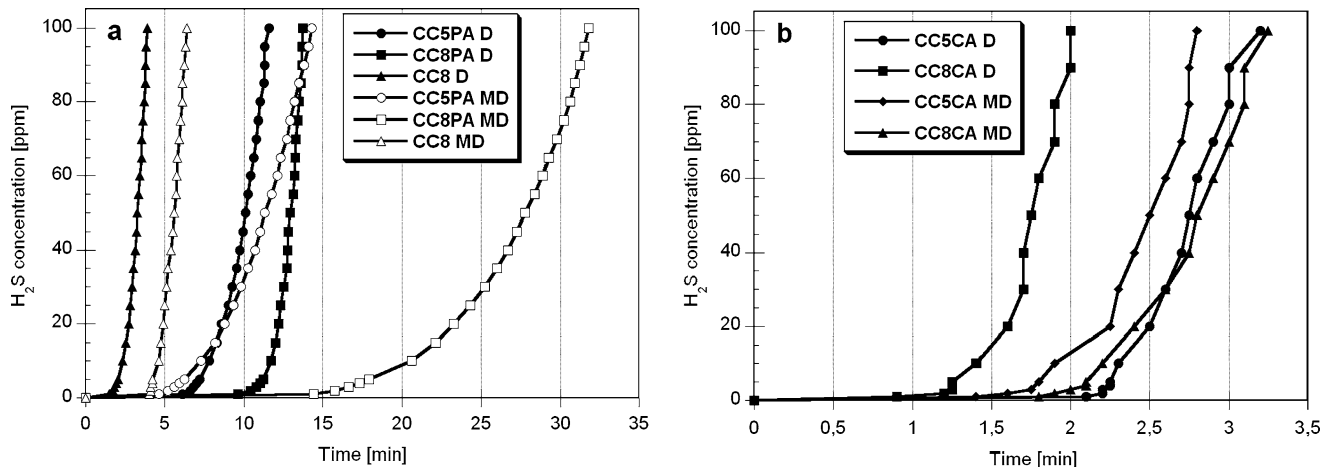 a
CC5PA D
CC8PA D
CC8 D
CC5PA MD
CC8PA MD
CC8 MD
H2S concentration [ppm]
100
80
60
40
20
0
0 5 10 15 20 25 30 35
Time [min]
b
CC5CA D
CC8CA D
CC5CA MD
CC8CA MD
H2S concentration [ppm]
100
80
60
40
20
0
0 0,5 1 1,5 2 2,5 3 3,5
Time [min]